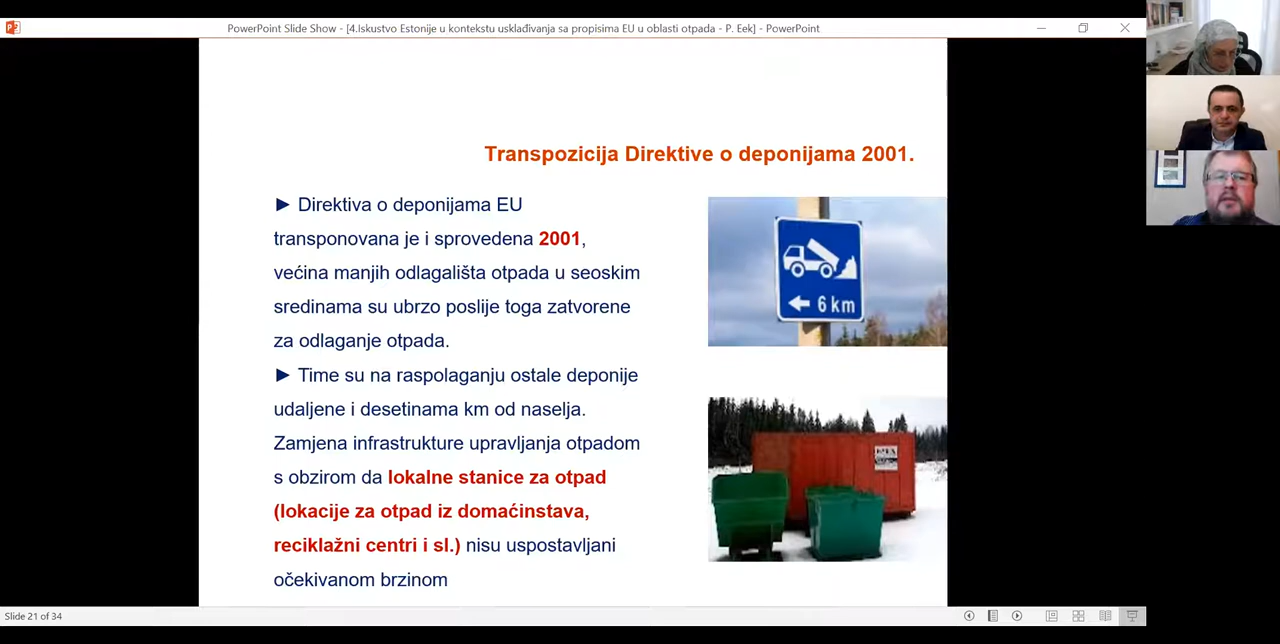 PowerPoint Slide Show - [4.Iskustvo Estonije u kontekstu usklađivanja sa propisima EU u oblasti otpada - P. Eek] - PowerPoint
Transpozicija Direktive o deponijama 2001.
► Direktiva o deponijama EU
transponovana je i sprovedena 2001,
većina manjih odlagališta otpada u seoskim
sredinama su ubrzo poslije toga zatvorene
za odlaganje otpada.
► Time su na raspolaganju ostale deponije
udaljene i desetinama km od naselja.
Zamjena infrastrukture upravljanja otpadom
s obzirom da lokalne stanice za otpad
(lokacije za otpad iz domaćinstava,
reciklažni centri i sl.) nisu uspostavljani
očekivanom brzinom
← 6 km
Slide 21 of 34